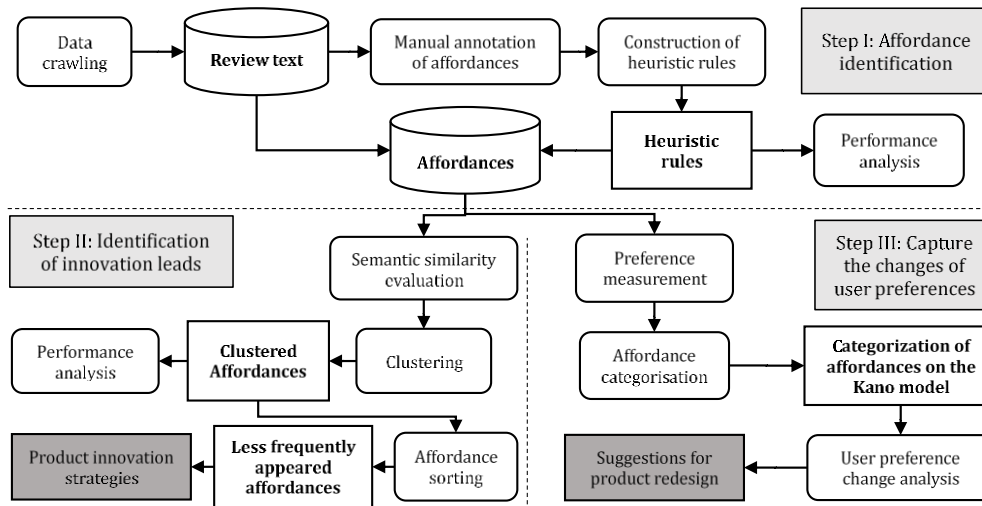 Data
crawling
Review text
Manual annotation
of affordances
Construction of
heuristic rules
Step I: Affordance
identification
Affordances
Heuristic
rules
Performance
analysis
Step II: Identification
of innovation leads
Semantic similarity
evaluation
Preference
measurement
Step III: Capture
the changes of
user preferences
Performance
analysis
Clustered
Affordances
Clustering
Affordance
categorisation
Categorization of
affordances on the
Kano model
Product innovation
strategies
Less frequently
appeared
affordances
Affordance
sorting
Suggestions for
product redesign
User preference
change analysis